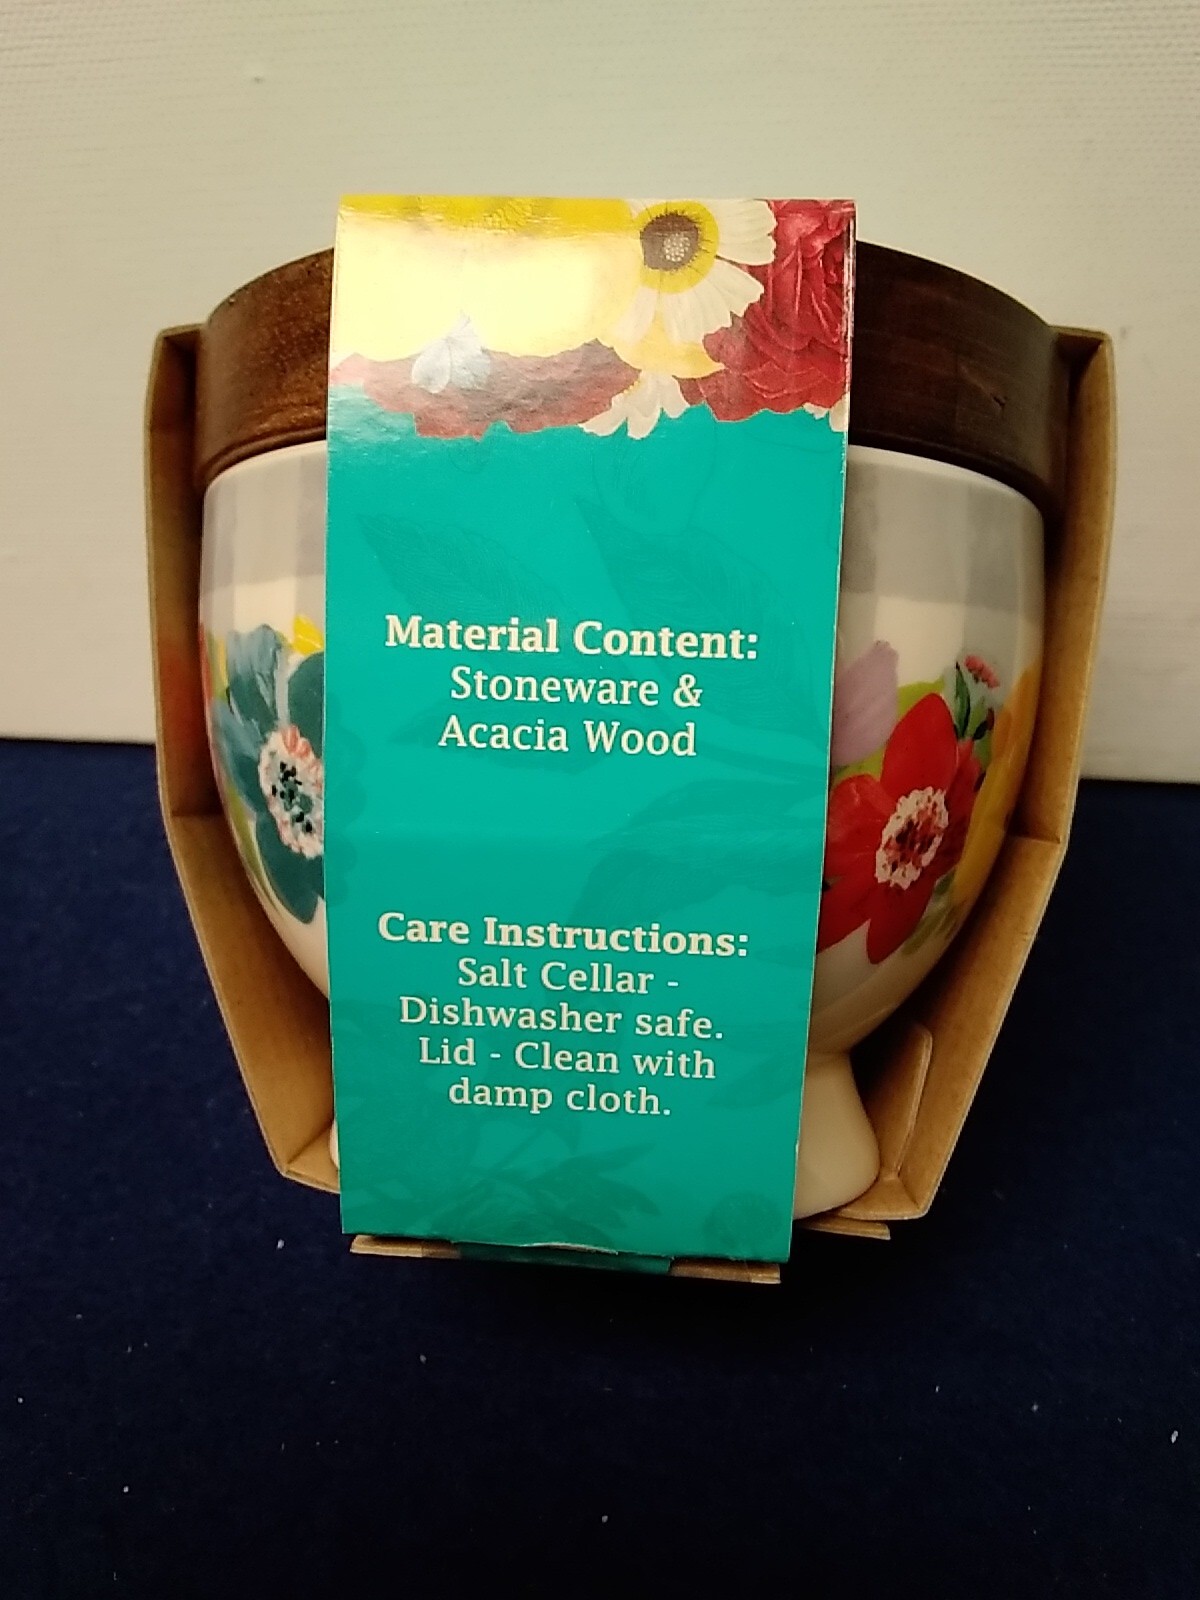 Material Content:
Stoneware &
Acacia Wood
Care Instructions:
Salt Cellar -
Dishwasher safe.
Lid - Clean with
damp cloth.